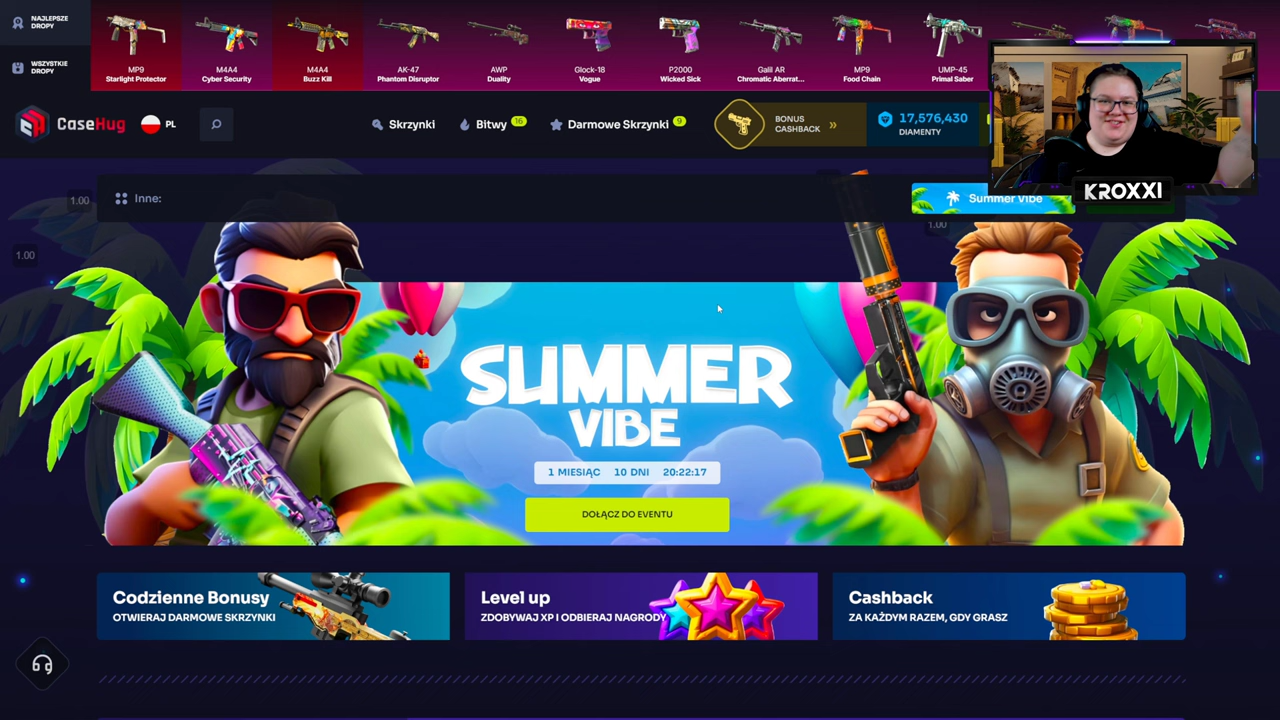 NAJLEPSZE
DROPY
WSZYSTKIE
DROPY
MP9
Starlight Protector
M4A4
Cyber Security
M4A4
Buzz Kill
AK-47
Phantom Disruptor
AWP
Duality
Glock-18
Vogue
P2000
Wicked Sick
Galil AR
Chromatic Aberrat...
MP9
Food Chain
UMP-45
Primal Saber
CaseHug
PL
Skrzynki
Bitwy 16
Darmowe Skrzynki 9
BONUS
CASHBACK
17,576,430
DIAMENTY
KROXXI
1.00
Inne:
Summer Vibe
1.00
1.00
SUMMER
VIBE
1 MIESIĄC 10 DNI 20:22:17
DOŁĄCZ DO EVENTU
Codzienne Bonusy
OTWIERAJ DARMOWE SKRZYNKI
Level up
ZDOBYWAJ XP I ODBIERAJ NAGRODY
Cashback
ZA KAŻDYM RAZEM, GDY GRASZ